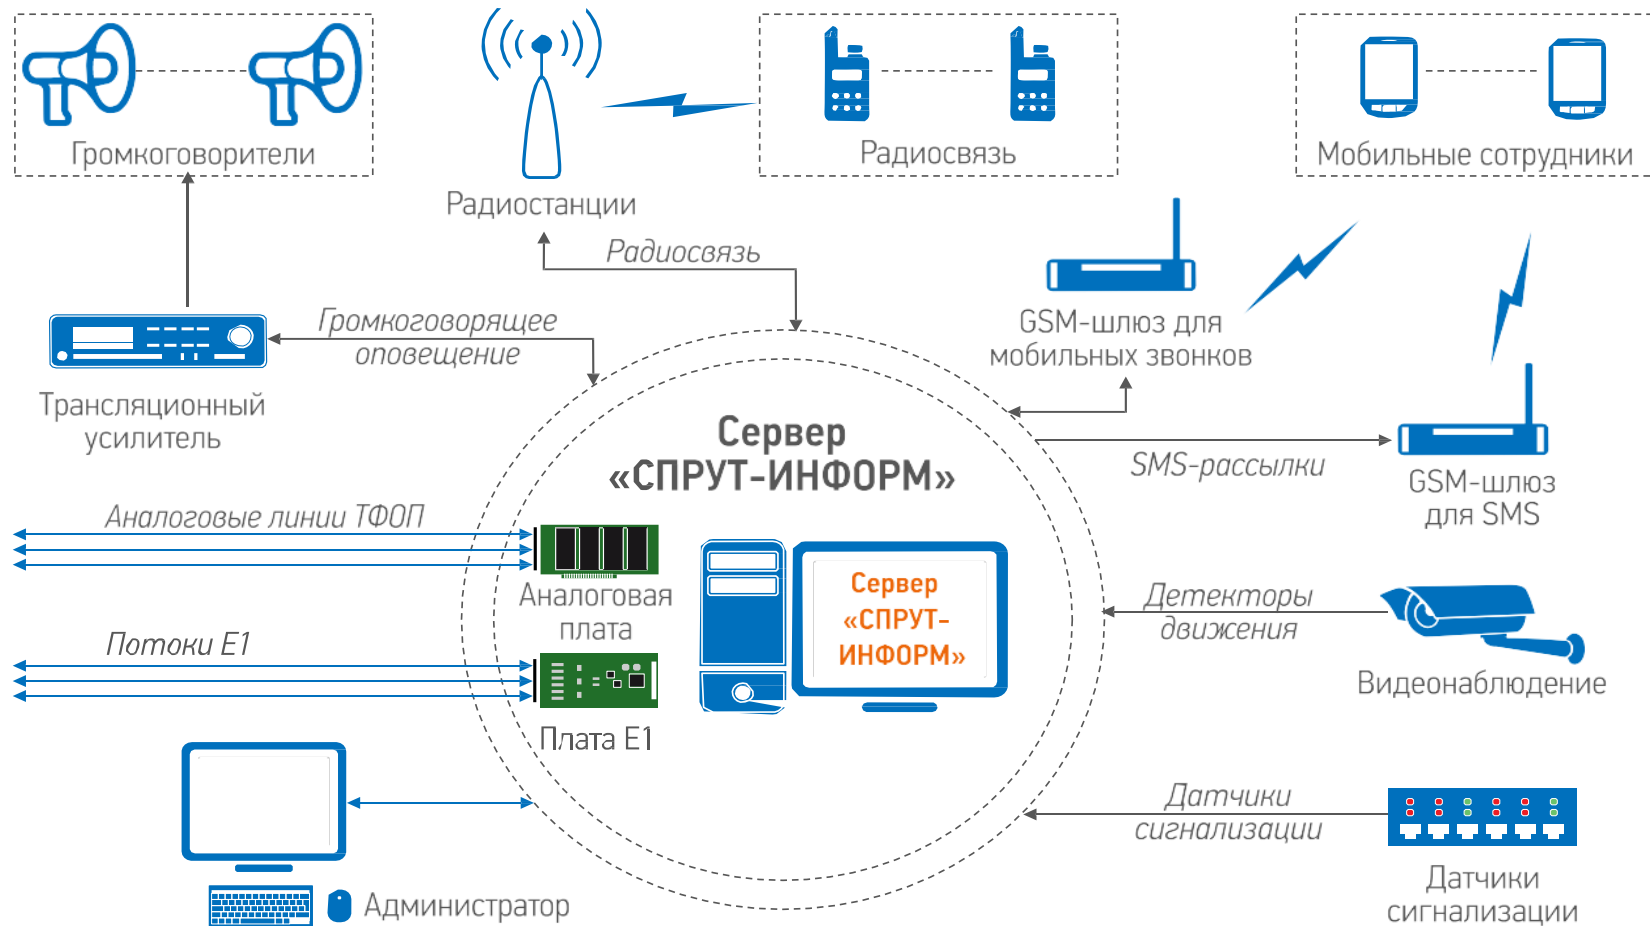 Громкоговорители
Радиосвязь
Мобильные сотрудники
Радиостанции
Радиосвязь
Громкоговорящее
оповещение
GSM-шлюз для
мобильных звонков
Трансляционный
усилитель
Сервер
«СПРУТ-ИНФОРМ»
SMS-рассылки
GSM-шлюз
для SMS
Аналоговые линии ТФОП
Аналоговая
плата
Сервер
«СПРУТ-
ИНФОРМ»
Детекторы
движения
Видеонаблюдение
Потоки Е1
Плата Е1
Датчики
сигнализации
Администратор
Датчики
сигнализации